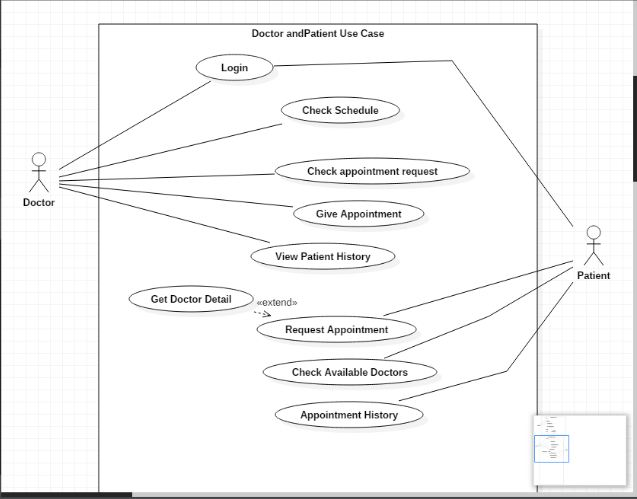 Doctor andPatient Use Case
Login
Check Schedule
Check appointment request
Doctor
Give Appointment
View Patient History
Patient
Get Doctor Detail
«extend»
Request Appointment
Check Available Doctors
Appointment History